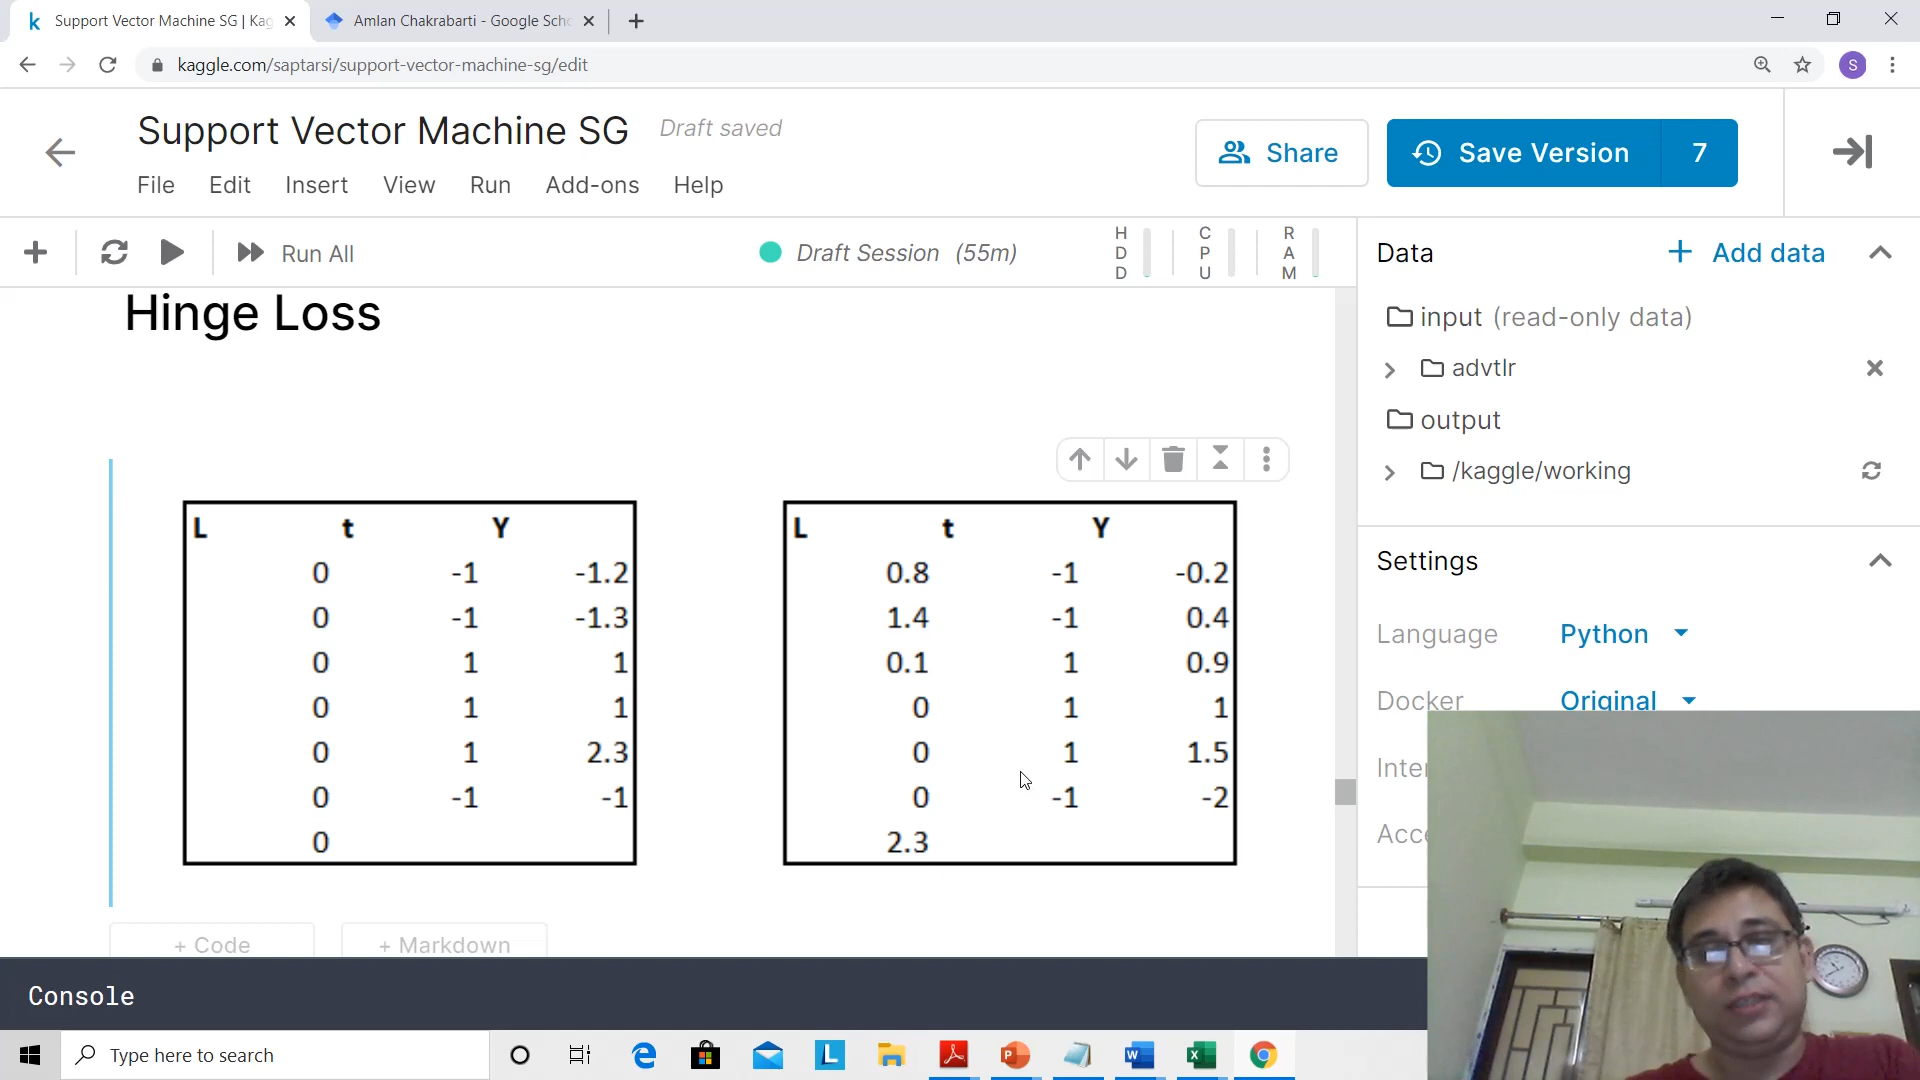 Support Vector Machine SG | Kag
Amlan Chakrabarti - Google Scho
kaggle.com/saptarsi/support-vector-machine-sg/edit
S
Support Vector Machine SG
Draft saved
File Edit Insert View Run Add-ons Help
Share
Save Version 7
Run All
Draft Session (55m)
HDD
CPU
RAM
Hinge Loss
L t Y
0 -1 -1.2
0 -1 -1.3
0 1 1
0 1 1
0 1 2.3
0 -1 -1
0
L t Y
0.8 -1 -0.2
1.4 -1 0.4
0.1 1 0.9
0 1 1
0 1 1.5
0 -1 -2
2.3
+ Code
+ Markdown
Data
+ Add data
input (read-only data)
advtlr
output
/kaggle/working
Settings
Language Python
Docker Original
Inter
Acce
Console
Type here to search